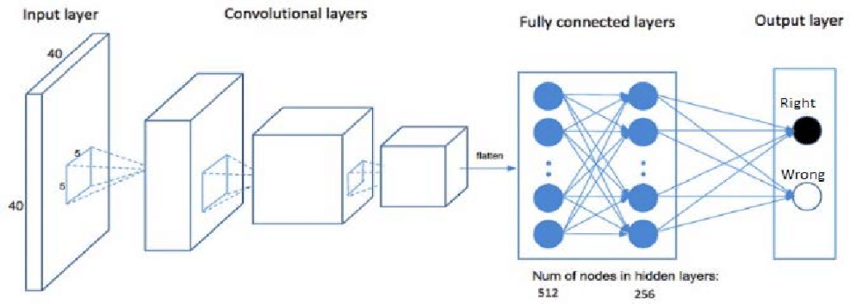 Input layer
Convolutional layers
Fully connected layers
Output layer
40
40
5
5
flatten
Right
Wrong
Num of nodes in hidden layers:
512 256